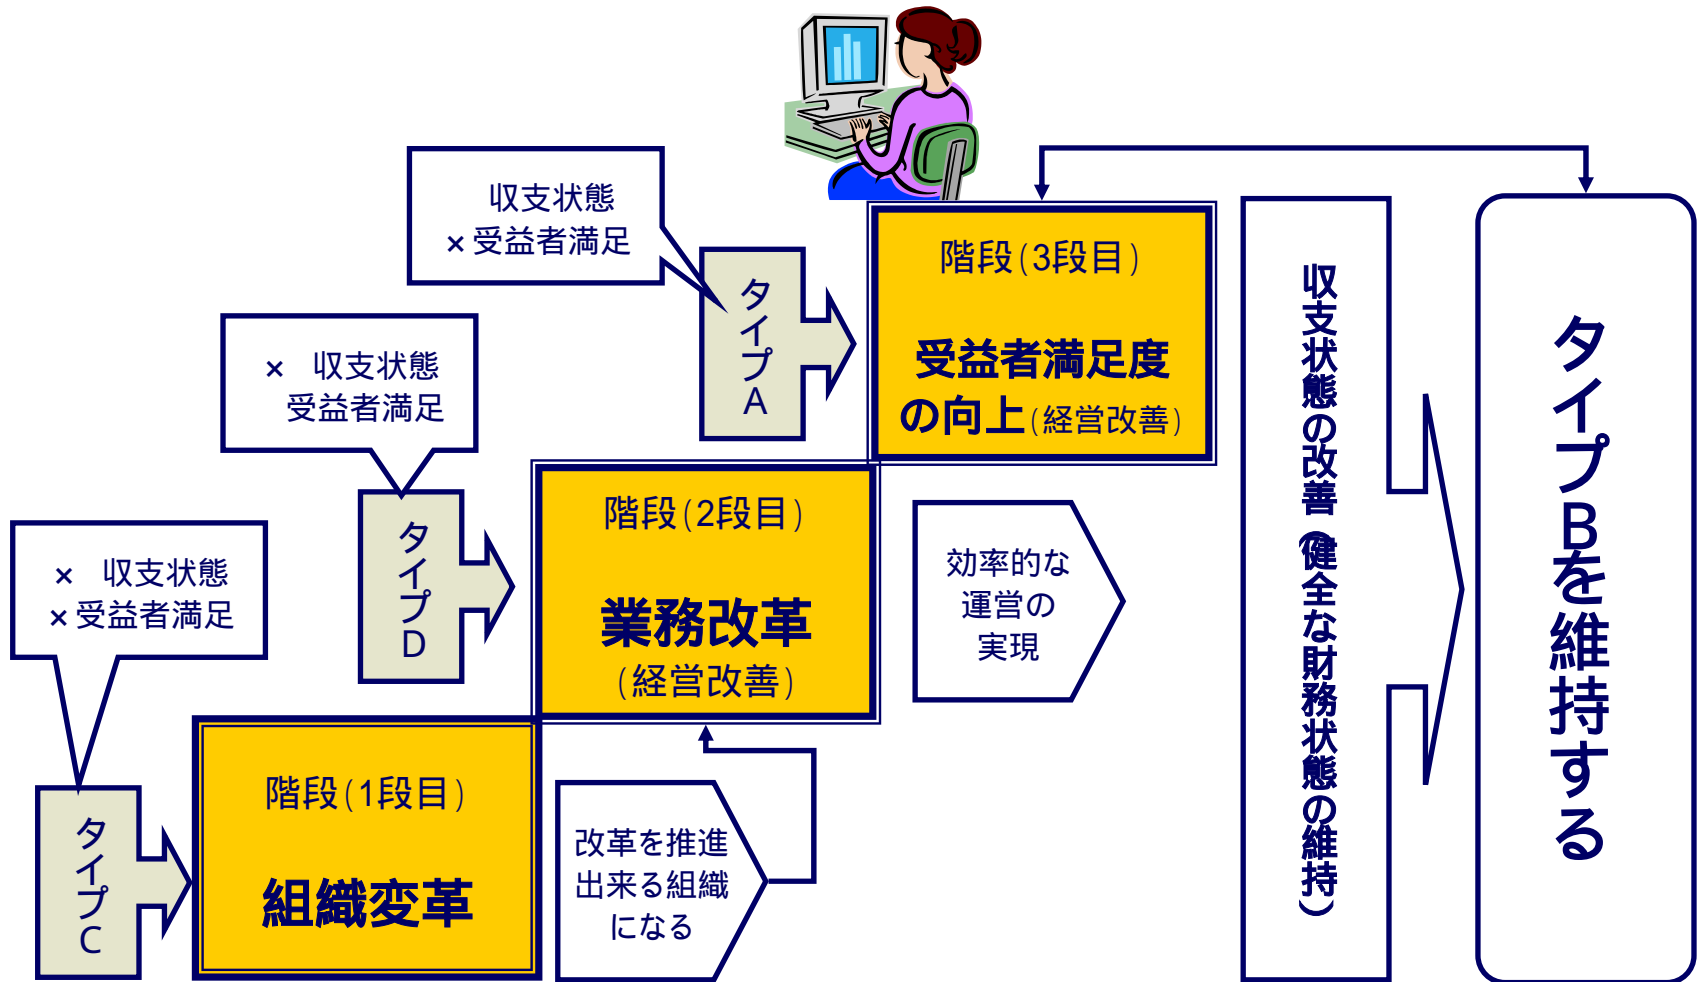 収支状態
×受益者満足
タイプA
階段(3段目)
受益者満足度
の向上(経営改善)
× 収支状態
受益者満足
タイプD
階段(2段目)
業務改革
(経営改善)
効率的な
運営の
実現
× 収支状態
×受益者満足
タイプC
階段(1段目)
組織変革
改革を推進
出来る組織
になる
収支状態の改善(健全な財務状態の維持)
タイプBを維持する